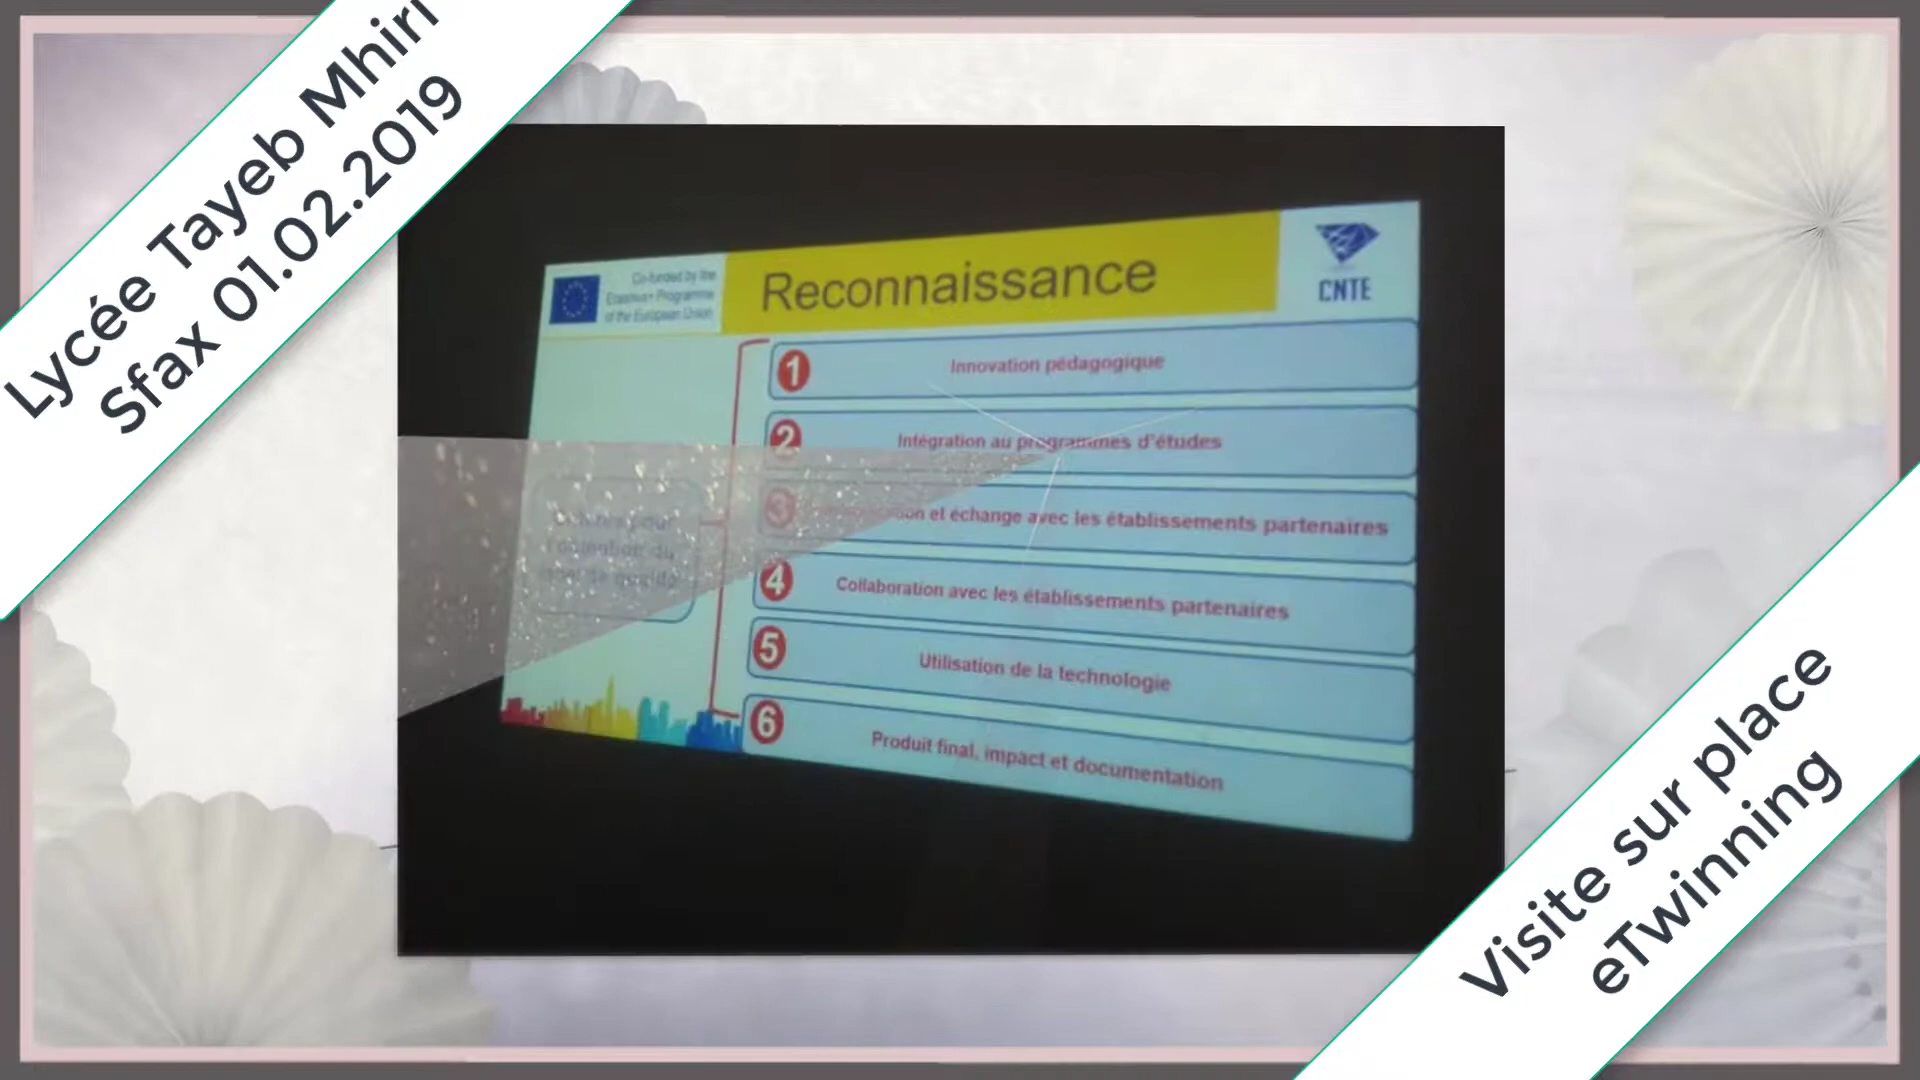 Lycée Tayeb Mhiri
Sfax 01.02.2019
Co-funded by the
Erasmus+ Programme
of the European Union
Reconnaissance
CNTE
1 Innovation pédagogique
2 Intégration au programmes d'études
3 et échange avec les établissements partenaires
4 Collaboration avec les établissements partenaires
5 Utilisation de la technologie
6 Produit final, impact et documentation
Visite sur place
eTwinning